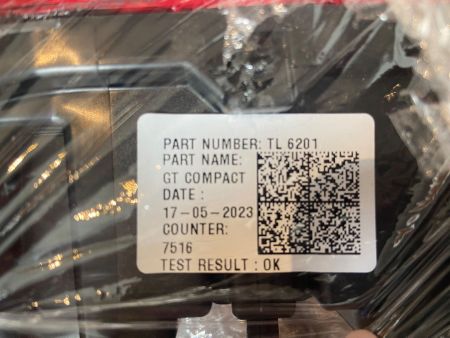 PART NUMBER: TL 6201
PART NAME:
GT COMPACT
DATE :
17-05-2023
COUNTER:
7516
TEST RESULT : OK